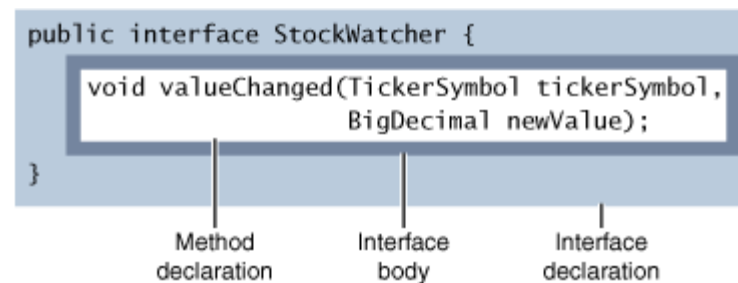 public interface StockWatcher {
void valueChanged(TickerSymbol tickerSymbol,
BigDecimal newValue);
}
Method declaration
Interface body
Interface declaration